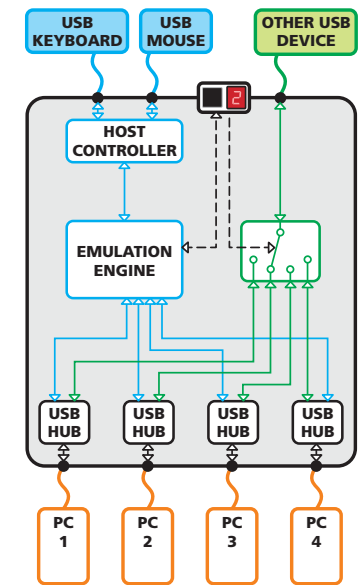 USB
KEYBOARD
USB
MOUSE
OTHER USB
DEVICE
2
HOST
CONTROLLER
EMULATION
ENGINE
USB
HUB
USB
HUB
USB
HUB
USB
HUB
PC
1
PC
2
PC
3
PC
4